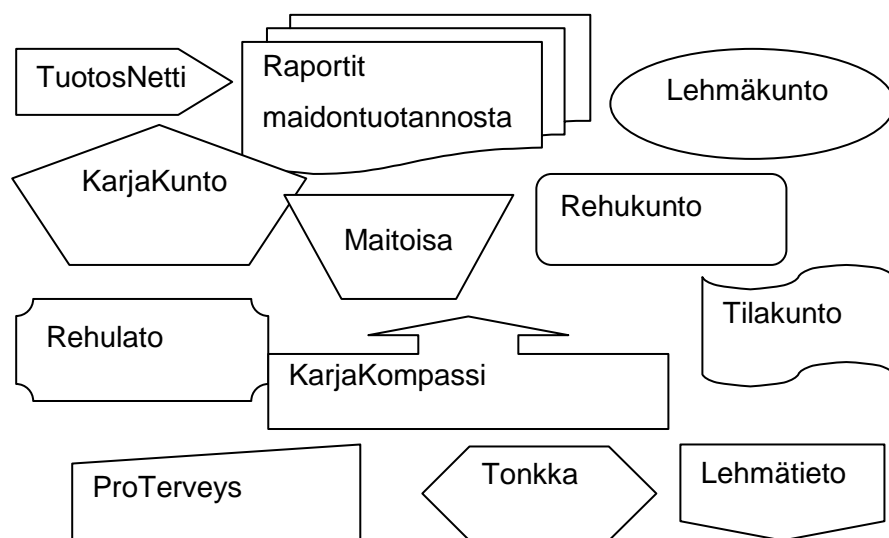 TuotosNetti
Raportit
maidontuotannosta
Lehmäkunto
KarjaKunto
Maitoisa
Rehukunto
Rehulato
KarjaKompassi
Tilakunto
ProTerveys
Tonkka
Lehmätieto